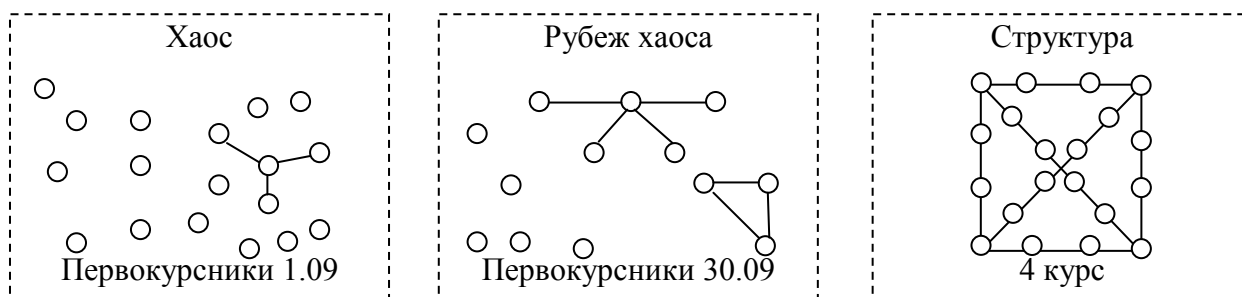 Хаос
Рубеж хаоса
Структура
Первокурсники 1.09
Первокурсники 30.09
4 курс